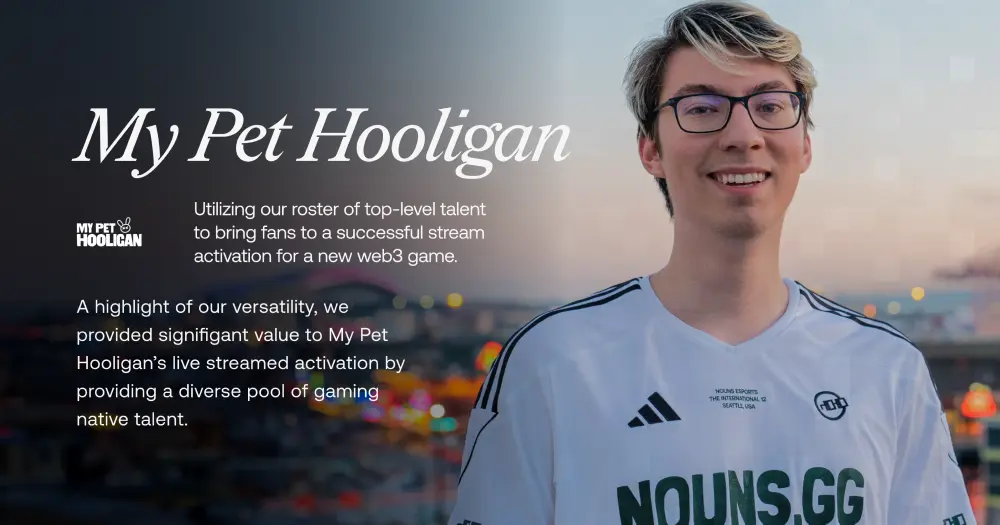 My Pet Hooligan
MY PET
HOOLIGAN
Utilizing our roster of top-level talent
to bring fans to a successful stream
activation for a new web3 game.
A highlight of our versatility, we
provided signifigant value to My Pet
Hooligan’s live streamed activation by
providing a diverse pool of gaming
native talent.
NOUNS ESPORTS
THE INTERNATIONAL 12
SEATTLE, USA
NOUNS.GG